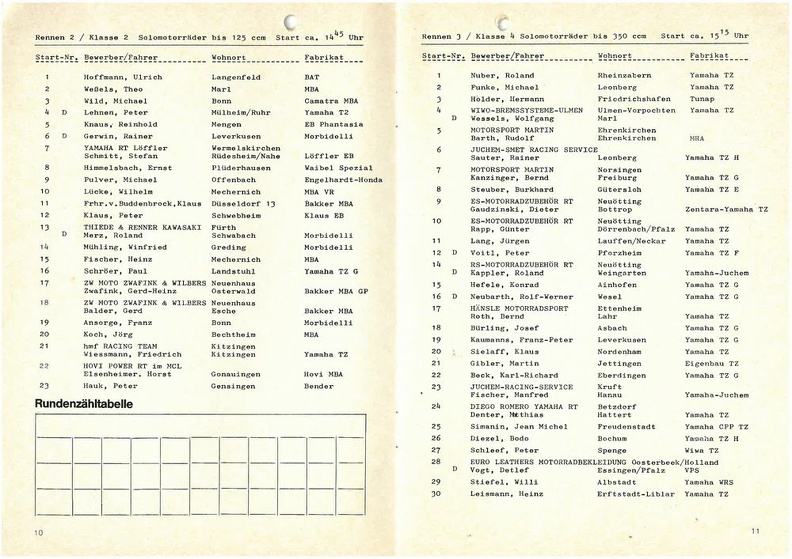 Rennen 2 / Klasse 2 Solomotorräder bis 125 ccm Start ca. 14⁴⁵ Uhr
Start-Nr. Bewerber/Fahrer Wohnort Fabrikat
1 Hoffmann, Ulrich Langenfeld BAT
2 Weßels, Theo Marl MBA
3 Wild, Michael Bonn Camatra MBA
4 D Lehnen, Peter Mülheim/Ruhr Yamaha T2
5 Knaus, Reinhold Mengen EB Phantasia
6 D Gerwin, Rainer Leverkusen Morbidelli
7 YAMAHA RT Löffler Wermelskirchen
Schmitt, Stefan Rüdesheim/Nahe Löffler EB
8 Himmelsbach, Ernst Plüderhausen Waibel Spezial
9 Pulver, Michael Offenbach Engelhardt-Honda
10 Lücke, Wilhelm Mechernich MBA VR
11 Frhr.v.Buddenbrock,Klaus Düsseldorf 13 Bakker MBA
12 Klaus, Peter Schwebheim Klaus EB
13 THIEDE & RENNER KAWASAKI Fürth
D Merz, Roland Schwabach Morbidelli
14 Mühling, Winfried Greding Morbidelli
15 Fischer, Heinz Mechernich MBA
16 Schröer, Paul Landstuhl Yamaha TZ G
17 ZW MOTO ZWAFINK & WILBERS Neuenhaus
Zwafink, Gerd-Heinz Osterwald Bakker MBA GP
18 ZW MOTO ZWAFINK & WILBERS Neuenhaus
Balder, Gerd Esche Bakker MBA
19 Ansorge, Franz Bonn Morbidelli
20 Koch, Jörg Bechtheim MBA
21 hmf RACING TEAM Kitzingen
Wiessmann, Friedrich Kitzingen Yamaha TZ
22 HOVI POWER RT im MCL
Elsenheimer, Horst Gonauingen Hovi MBA
23 Hauk, Peter Gensingen Bender
Rundenzähltabelle
10
Rennen 3 / Klasse 4 Solomotorräder bis 350 ccm Start ca. 15¹⁵ Uhr
Start-Nr. Bewerber/Fahrer Wohnort Fabrikat
1 Nuber, Roland Rheinzabern Yamaha TZ
2 Funke, Michael Leonberg Yamaha TZ
3 Holder, Hermann Friedrichshafen Tunap
4 WIWO-BREMSSYSTEME-ULMEN Ulmen-Vorpochten Yamaha TZ
D Wessels, Wolfgang Marl
5 MOTORSPORT MARTIN Ehrenkirchen
Barth, Rudolf Ehrenkirchen MBA
6 JUCHEM-SMET RACING SERVICE
Sauter, Rainer Leonberg Yamaha TZ H
7 MOTORSPORT MARTIN Norsingen
Kanzinger, Bernd Freiburg Yamaha TZ G
8 Steuber, Burkhard Gütersloh Yamaha TZ E
9 ES-MOTORRADZUBEHÖR RT Neuötting
Gaudzinski, Dieter Bottrop Zentara-Yamaha TZ
10 ES-MOTORRADZUBEHÖR RT Neuötting
Rapp, Günter Dörrenbach/Pfalz Yamaha TZ
11 Lang, Jürgen Lauffen/Neckar Yamaha TZ
12 D Voitl, Peter Pforzheim Yamaha TZ F
14 RS-MOTORRADZUBEHÖR RT Neuötting
D Kappler, Roland Weingarten Yamaha-Juchem
15 Hefele, Konrad Ainhofen Yamaha TZ G
16 D Neubarth, Rolf-Werner Wesel Yamaha TZ G
17 HÄNSLE MOTORRADSPORT Ettenheim
Roth, Bernd Lahr Yamaha TZ
18 Bürling, Josef Asbach Yamaha TZ G
19 Kaumanns, Franz-Peter Leverkusen Yamaha TZ G
20 Sielaff, Klaus Nordenham Yamaha TZ
21 Gibler, Martin Jettingen Eigenbau TZ
22 Beck, Karl-Richard Eberdingen Yamaha TZ G
23 JUCHEM-RACING-SERVICE Kruft
Fischer, Manfred Hanau Yamaha-Juchem
24 DIEGO ROMERO YAMAHA RT Betzdorf
Denter, Matthias Hattert Yamaha TZ
25 Simanin, Jean Michel Freudenstadt Yamaha CPP TZ
26 Diezel, Bodo Bochum Yamaha TZ H
27 Schleef, Peter Spenge Wiwa TZ
28 EURO LEATHERS MOTORRADBEKLEIDUNG Oosterbeek/Holland
D Vogt, Detlef Essingen/Pfalz VPS
29 Stiefel, Willi Albstadt Yamaha WRS
30 Leismann, Heinz Erftstadt-Liblar Yamaha TZ
11